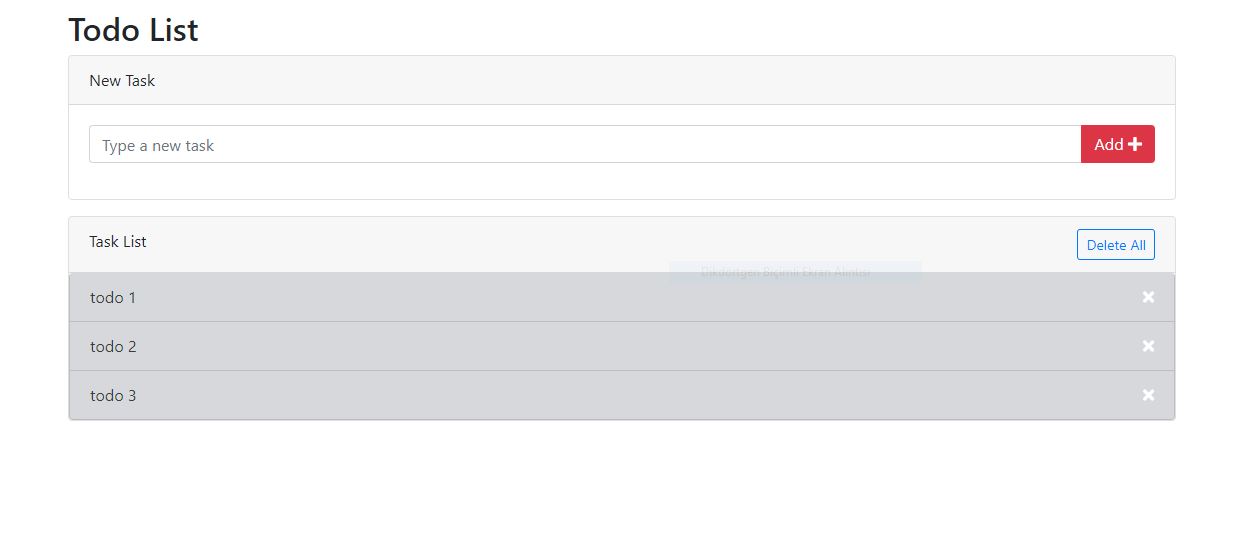 Todo List
New Task
Type a new task
Add
Task List
Delete All
Dikdörtgen Biçimli Ekran Alıntısı
todo 1
todo 2
todo 3